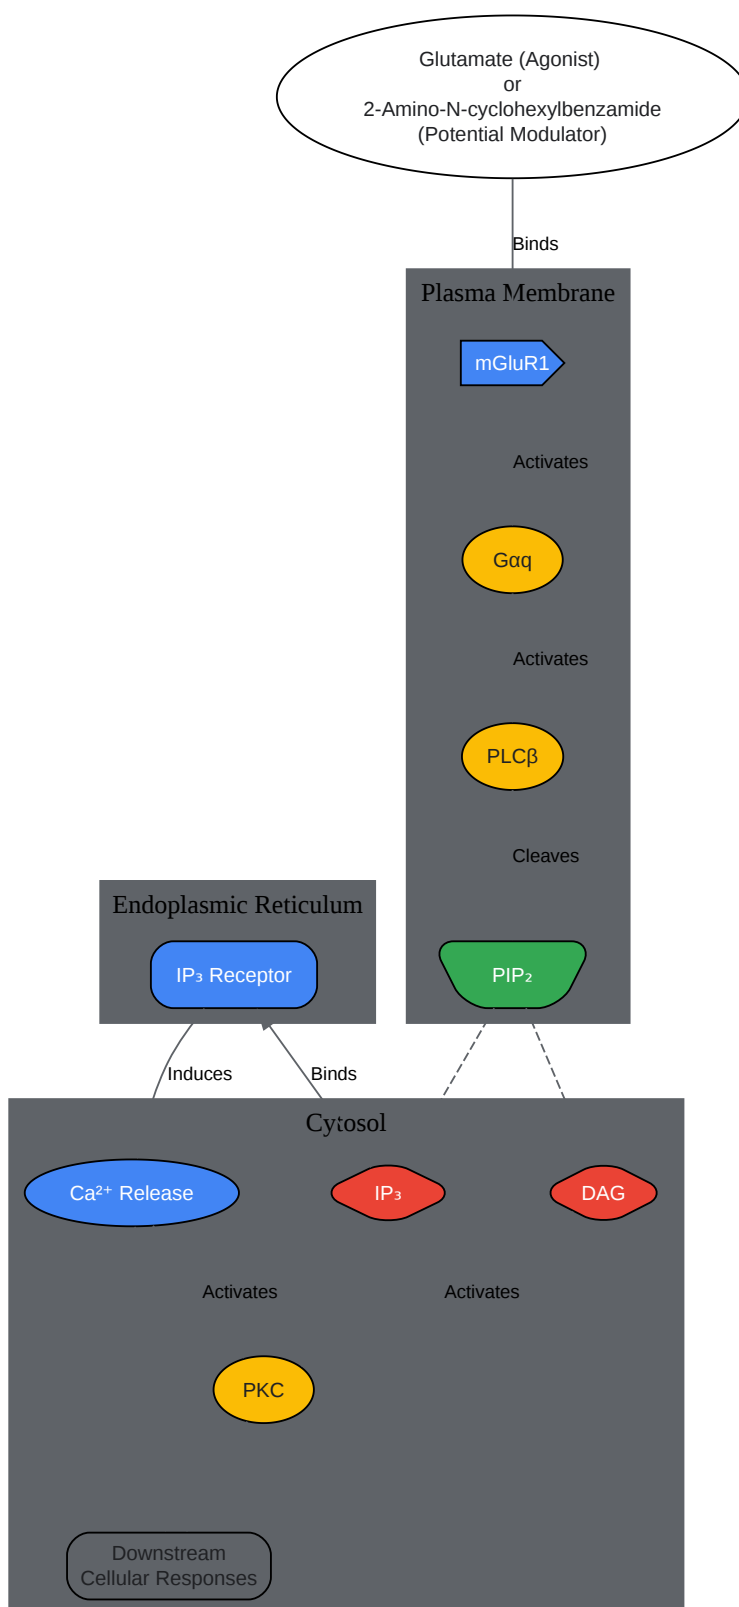 Glutamate (Agonist)
or
2-Amino-N-cyclohexylbenzamide
(Potential Modulator)
Binds
Plasma Membrane
mGluR1
Activates
Gαq
Activates
PLCβ
Cleaves
Endoplasmic Reticulum
IP₃ Receptor
PIP₂
Induces
Binds
Cytosol
Ca²⁺ Release
IP₃
DAG
Activates
Activates
PKC
Downstream
Cellular Responses